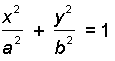 x²/a² + y²/b² = 1